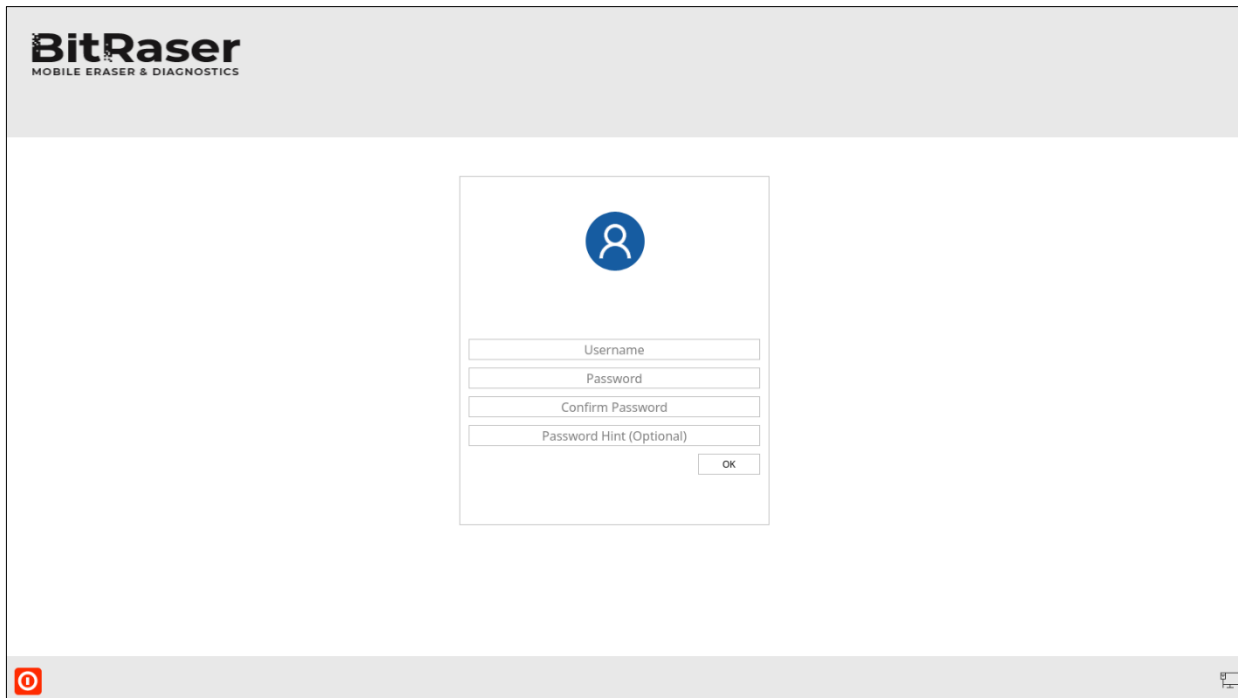 BitRaser
MOBILE ERASER & DIAGNOSTICS
Username
Password
Confirm Password
Password Hint (Optional)
OK